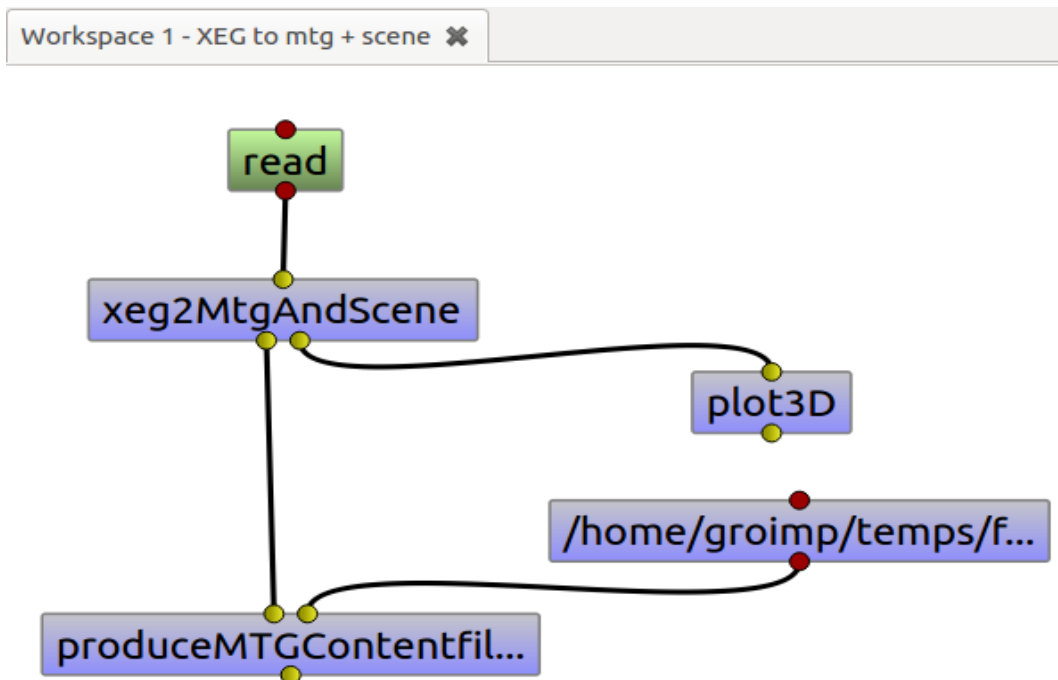 Workspace 1 - XEG to mtg + scene
read
xeg2MtgAndScene
plot3D
/home/groimp/temps/f...
produceMTGContentfil...